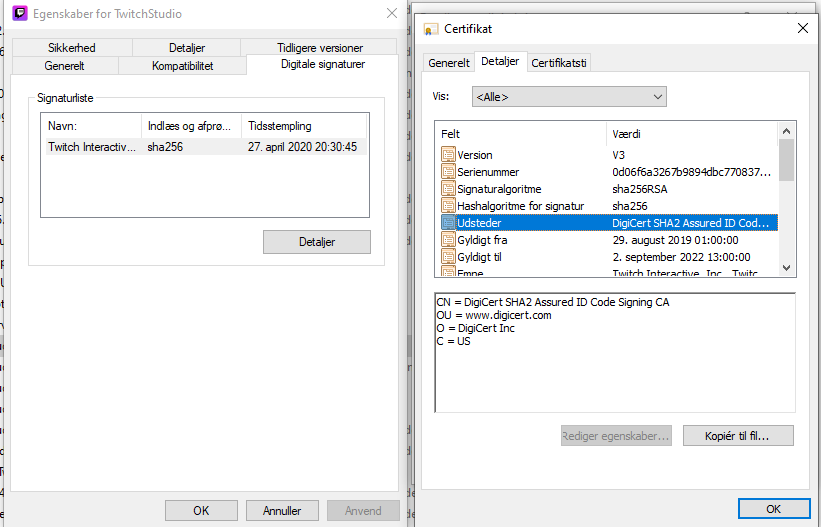 Egenskaber for TwitchStudio
Sikkerhed
Detaljer
Tidligere versioner
Generelt
Kompatibilitet
Digitale signaturer
Signaturliste
Navn:
Indlæs og afprø...
Tidsstempling
Twitch Interactiv...
sha256
27. april 2020 20:30:45
Detaljer
OK
Annuller
Anvend
Certifikat
Generelt
Detaljer
Certifikatsti
Vis:
<Alle>
Felt
Værdi
Version
V3
Serienummer
0d06f6a3267b9894dbc770837...
Signaturalgoritme
sha256RSA
Hashalgoritme for signatur
sha256
Udsteder
DigiCert SHA2 Assured ID Cod...
Gyldigt fra
29. august 2019 01:00:00
Gyldigt til
2. september 2022 13:00:00
Emne
Twitch Interactive, Inc., Twitc...
CN = DigiCert SHA2 Assured ID Code Signing CA
OU = www.digicert.com
O = DigiCert Inc
C = US
Rediger egenskaber...
Kopiér til fil...
OK